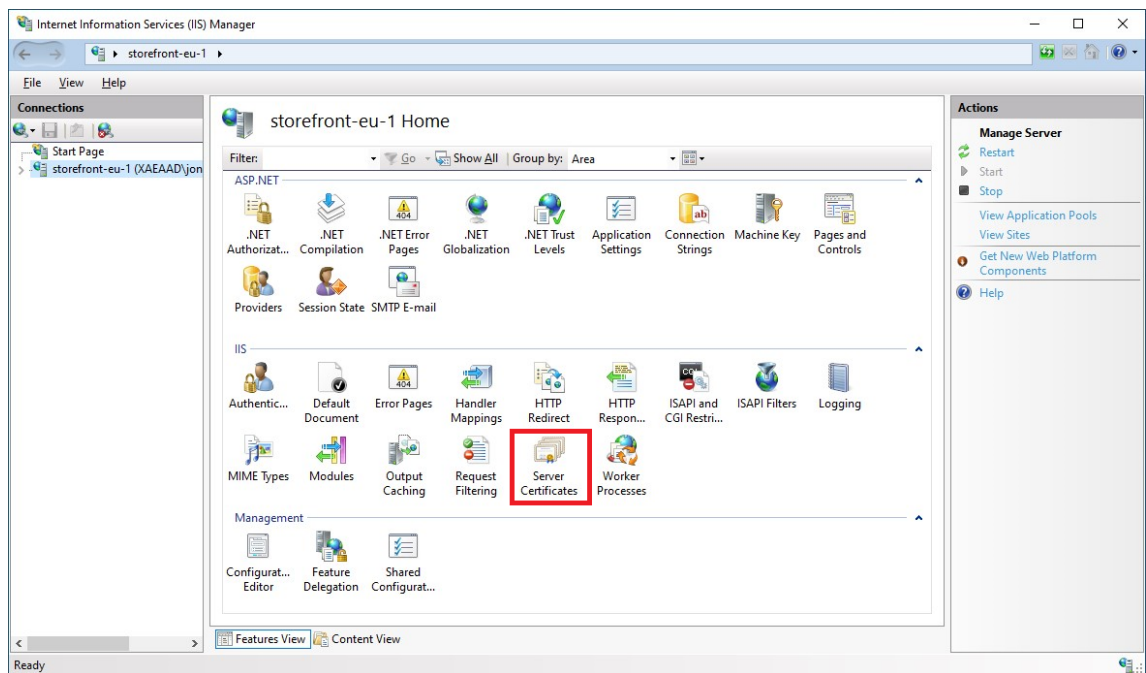 Internet Information Services (IIS) Manager
storefront-eu-1
File View Help
Connections
Start Page
storefront-eu-1 (XAEAAD\jon
storefront-eu-1 Home
Filter: Go Show All Group by: Area
ASP.NET
.NET Authorizat...
.NET Compilation
.NET Error Pages
.NET Globalization
.NET Trust Levels
Application Settings
Connection Strings
Machine Key
Pages and Controls
Providers
Session State
SMTP E-mail
IIS
Authentic...
Default Document
Error Pages
Handler Mappings
HTTP Redirect
HTTP Respon...
ISAPI and CGI Restri...
ISAPI Filters
Logging
MIME Types
Modules
Output Caching
Request Filtering
Server Certificates
Worker Processes
Management
Configurat... Editor
Feature Delegation
Shared Configurat...
Features View Content View
Actions
Manage Server
Restart
Start
Stop
View Application Pools
View Sites
Get New Web Platform
Components
Help
Ready